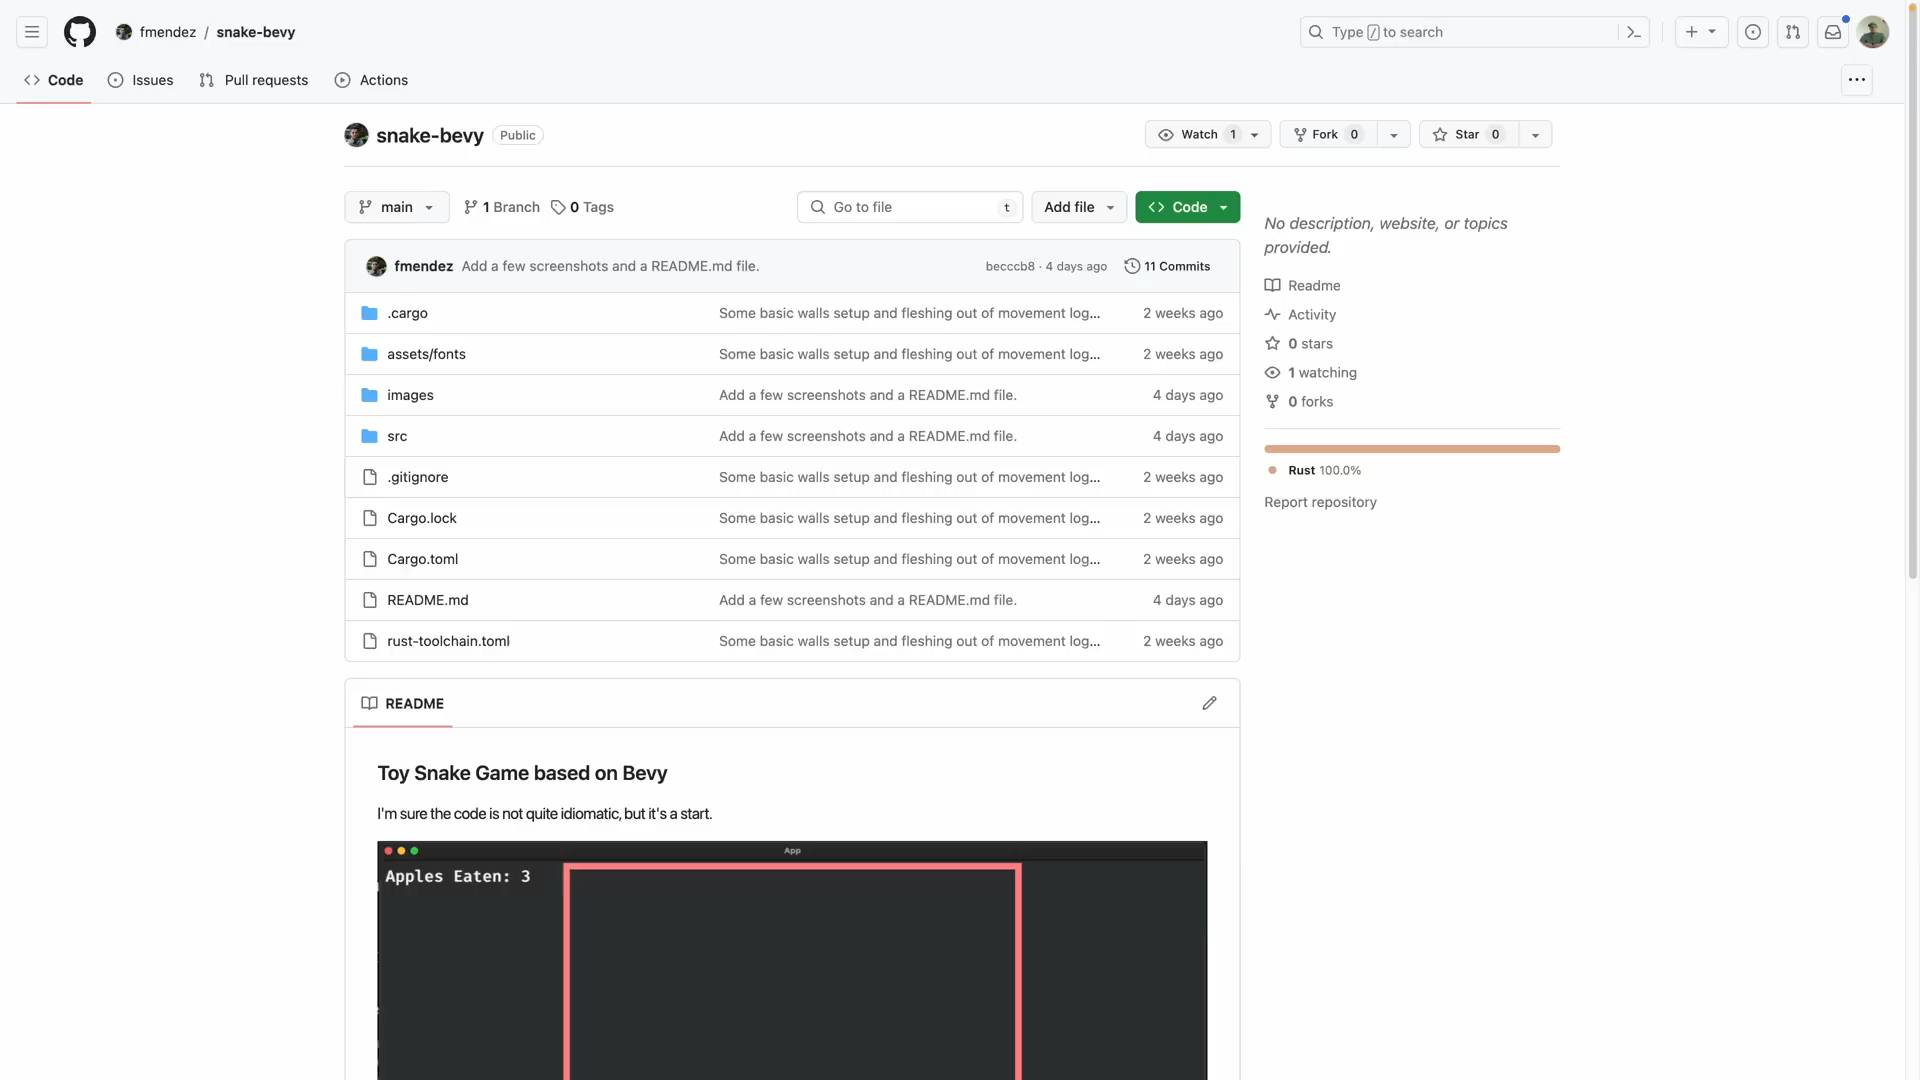 fmendez / snake-bevy
Type / to search
Code
Issues
Pull requests
Actions
snake-bevy Public
Watch 1
Fork 0
Star 0
main
1 Branch
0 Tags
Go to file t
Add file
Code
fmendez Add a few screenshots and a README.md file. becccb8 · 4 days ago 11 Commits
.cargo Some basic walls setup and fleshing out of movement log... 2 weeks ago
assets/fonts Some basic walls setup and fleshing out of movement log... 2 weeks ago
images Add a few screenshots and a README.md file. 4 days ago
src Add a few screenshots and a README.md file. 4 days ago
.gitignore Some basic walls setup and fleshing out of movement log... 2 weeks ago
Cargo.lock Some basic walls setup and fleshing out of movement log... 2 weeks ago
Cargo.toml Some basic walls setup and fleshing out of movement log... 2 weeks ago
README.md Add a few screenshots and a README.md file. 4 days ago
rust-toolchain.toml Some basic walls setup and fleshing out of movement log... 2 weeks ago
No description, website, or topics
provided.
Readme
Activity
0 stars
1 watching
0 forks
Rust 100.0%
Report repository
README
Toy Snake Game based on Bevy
I'm sure the code is not quite idiomatic, but it's a start.
App
Apples Eaten: 3